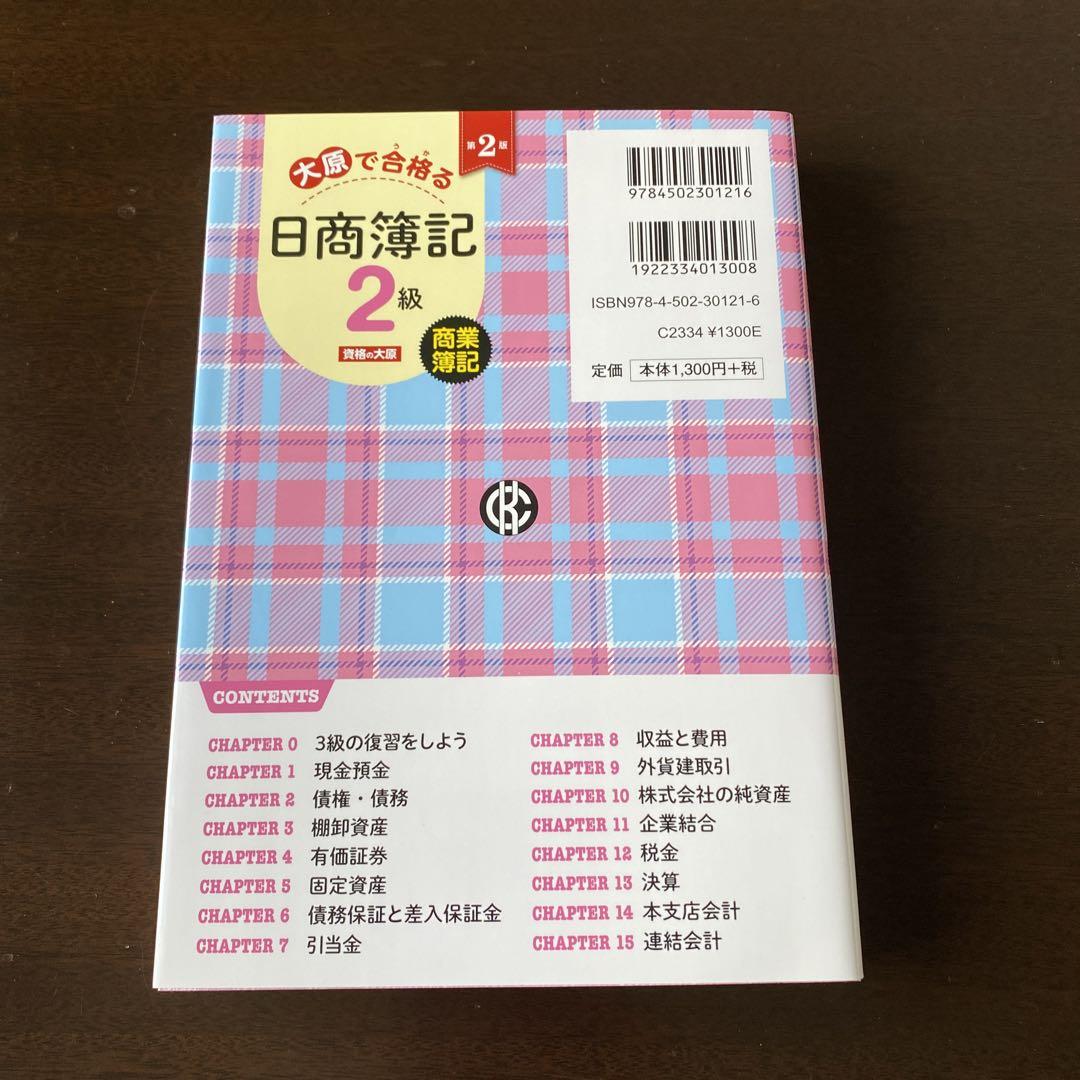 第2版
大原で合格る
うか
日商簿記
2級
資格の大原
商業
簿記
9784502301216
1922334013008
ISBN978-4-502-30121-6
C2334 ¥1300E
定価 本体1,300円+税
CONTENTS
CHAPTER 0 3級の復習をしよう
CHAPTER 1 現金預金
CHAPTER 2 債権・債務
CHAPTER 3 棚卸資産
CHAPTER 4 有価証券
CHAPTER 5 固定資産
CHAPTER 6 債務保証と差入保証金
CHAPTER 7 引当金
CHAPTER 8 収益と費用
CHAPTER 9 外貨建取引
CHAPTER 10 株式会社の純資産
CHAPTER 11 企業結合
CHAPTER 12 税金
CHAPTER 13 決算
CHAPTER 14 本支店会計
CHAPTER 15 連結会計